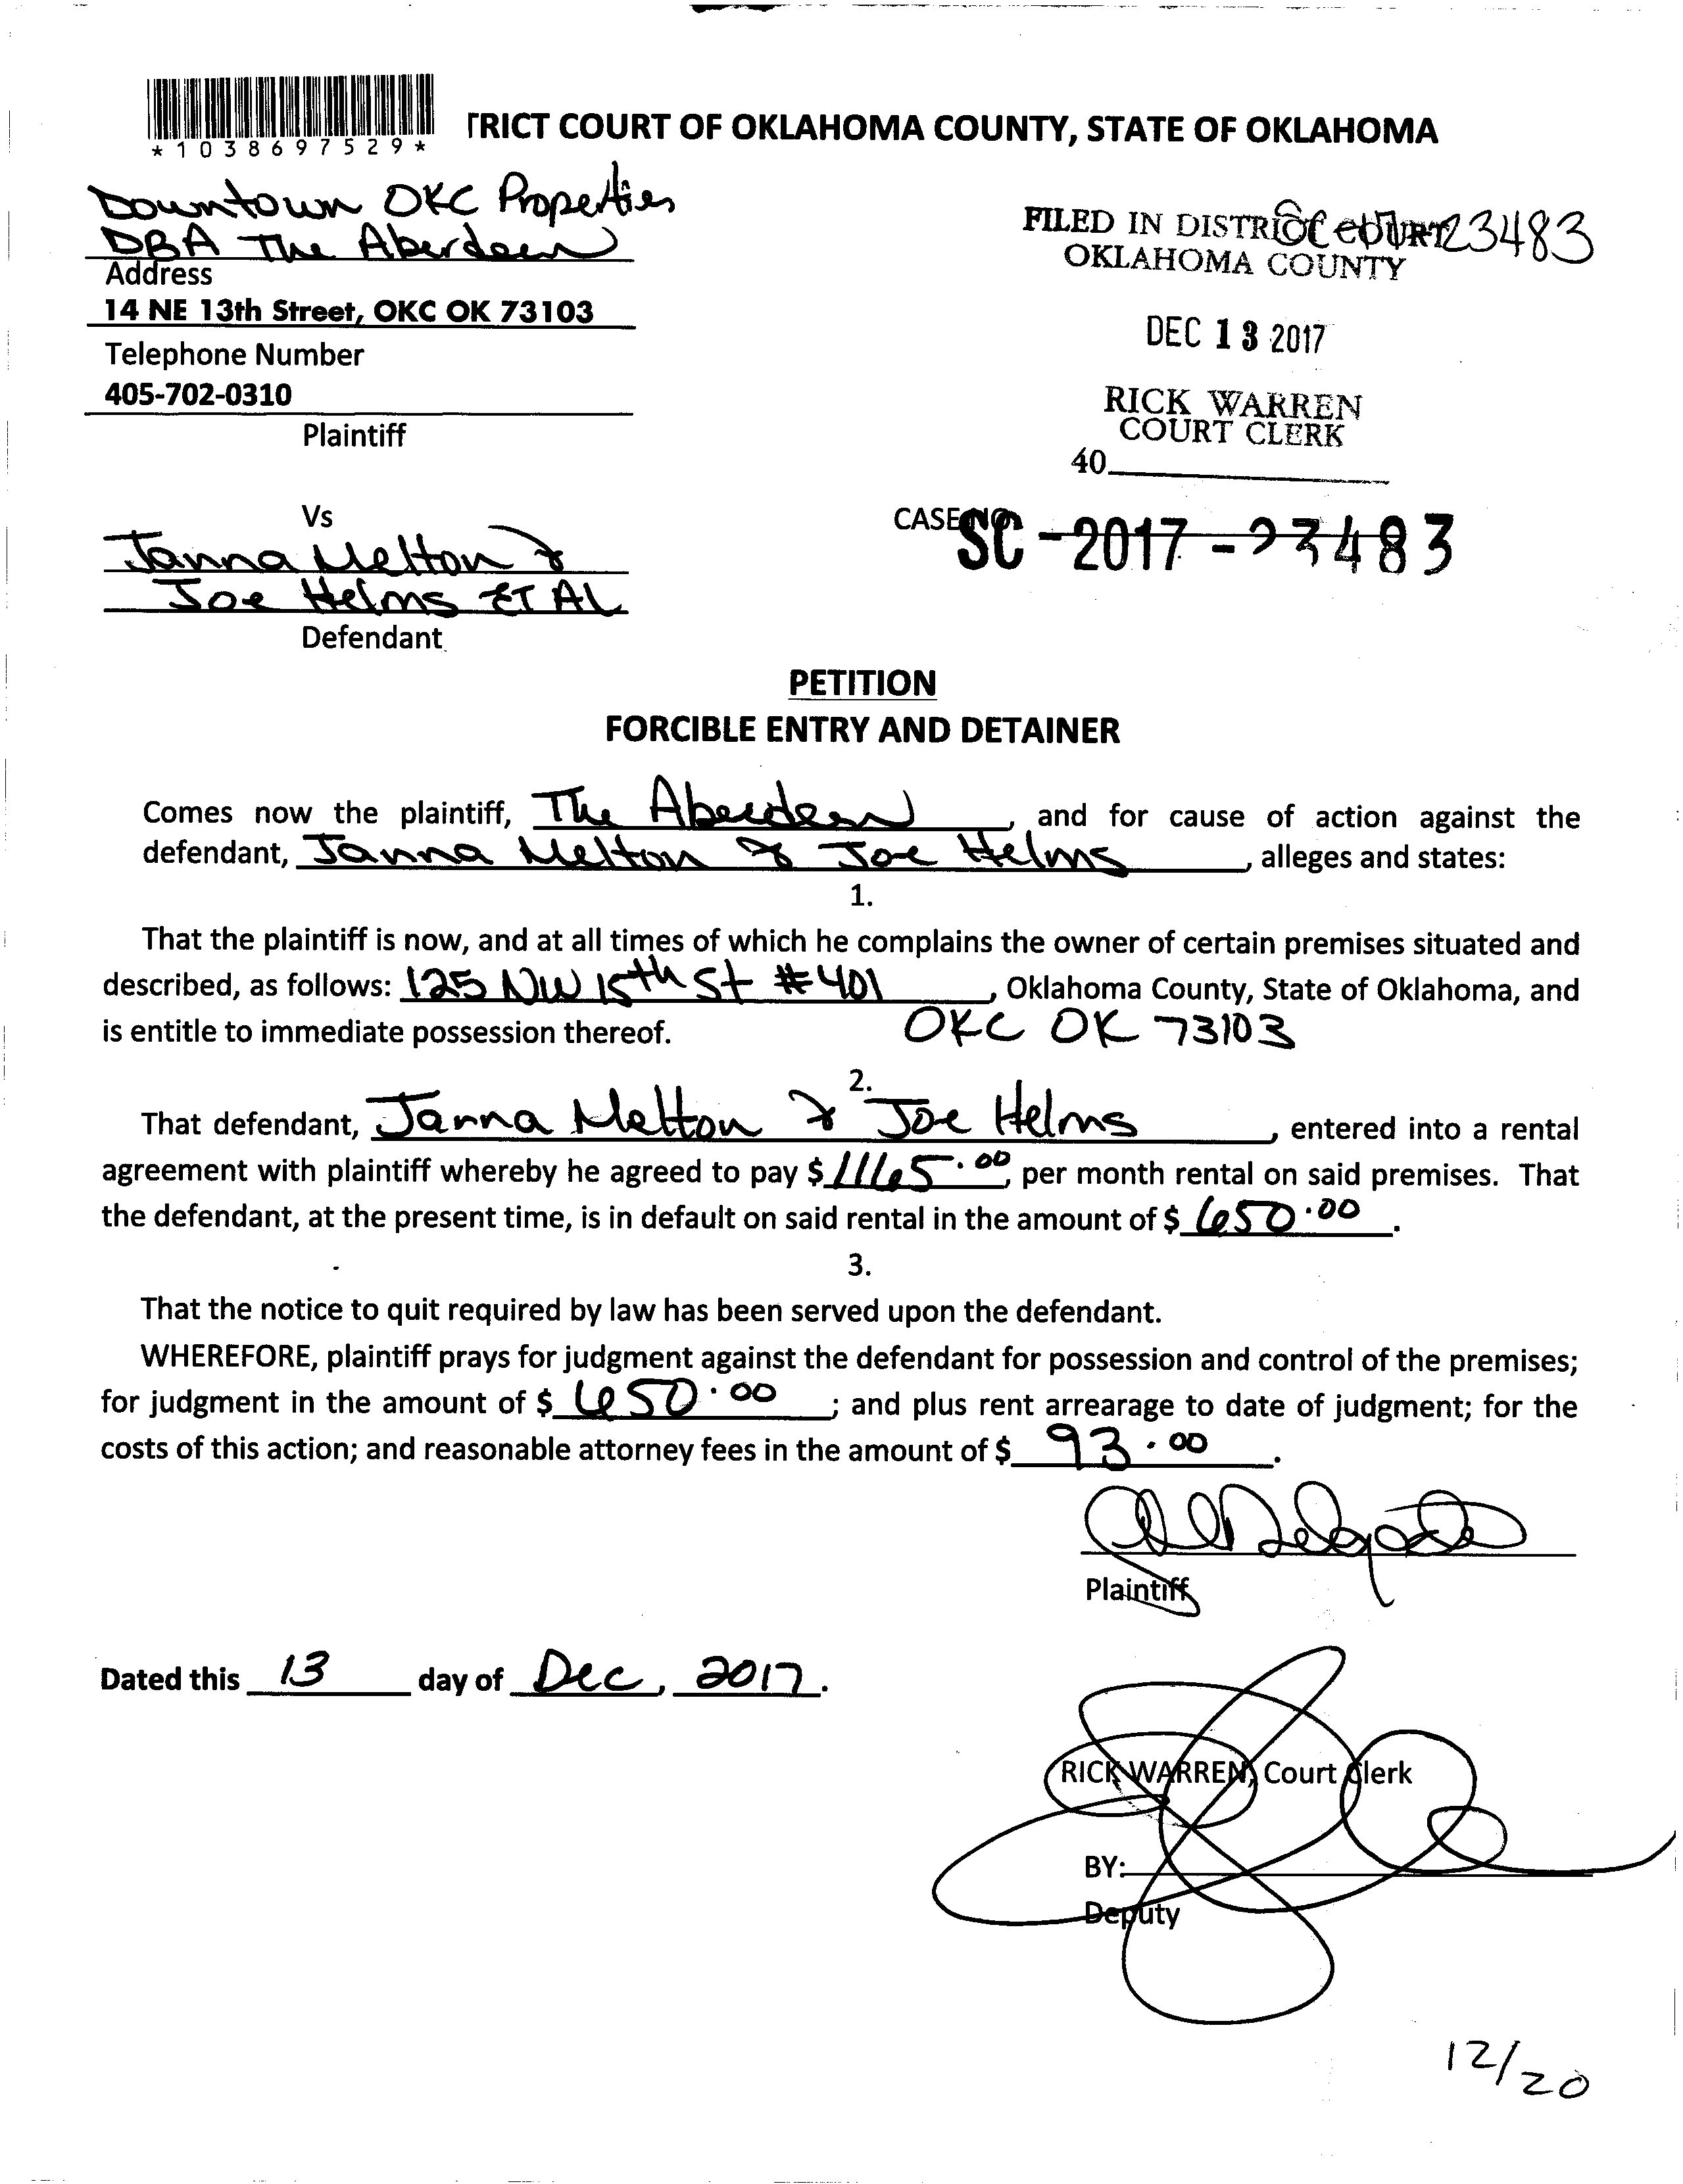 *1038697529*
TRICT COURT OF OKLAHOMA COUNTY, STATE OF OKLAHOMA
Downtown OKC Properties
DBA The Aberdeen
Address
14 NE 13th Street, OKC OK 73103
Telephone Number
405-702-0310
Plaintiff
FILED IN DISTRICT COURT
23483
OKLAHOMA COUNTY
DEC 13 2017
RICK WARREN
COURT CLERK
40
Vs
Janna Melton &
Joe Helms ET AL
Defendant
CASE NO.
SC-2017-23483
PETITION
FORCIBLE ENTRY AND DETAINER
Comes now the plaintiff, The Aberdeen, and for cause of action against the
defendant, Janna Melton & Joe Helms, alleges and states:
1.
That the plaintiff is now, and at all times of which he complains the owner of certain premises situated and
described, as follows: 125 NW 15th St #401, Oklahoma County, State of Oklahoma, and
is entitle to immediate possession thereof. OKC OK 73103
2.
That defendant, Janna Melton & Joe Helms, entered into a rental
agreement with plaintiff whereby he agreed to pay $1165.00, per month rental on said premises. That
the defendant, at the present time, is in default on said rental in the amount of $650.00.
3.
That the notice to quit required by law has been served upon the defendant.
WHEREFORE, plaintiff prays for judgment against the defendant for possession and control of the premises;
for judgment in the amount of $650.00; and plus rent arrearage to date of judgment; for the
costs of this action; and reasonable attorney fees in the amount of $93.00.
Plaintiff
Dated this 13 day of Dec, 2017.
RICK WARREN, Court Clerk
BY:
Deputy
12/20